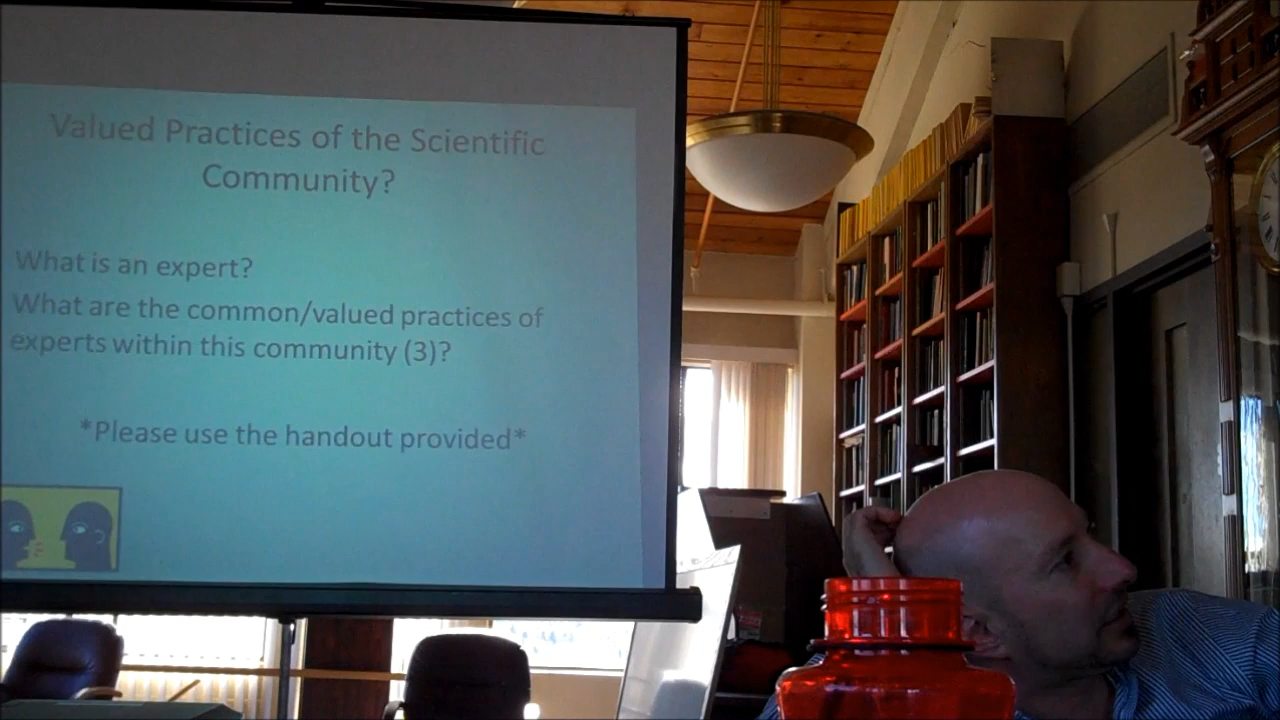 Valued Practices of the Scientific
Community?
What is an expert?
What are the common/valued practices of
experts within this community (3)?
*Please use the handout provided*